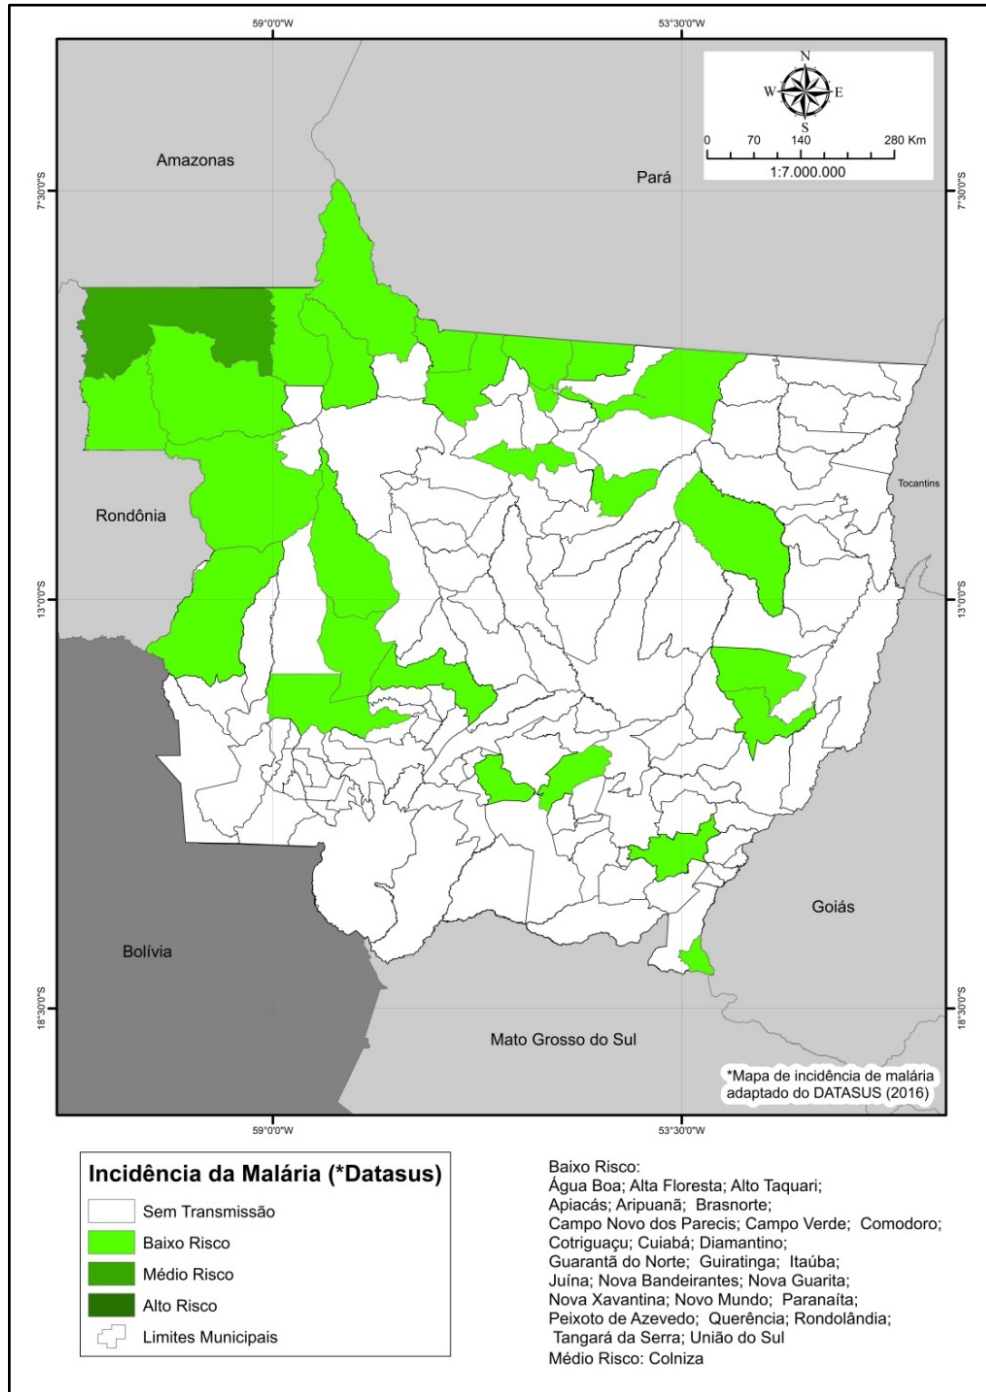 59°0'0"W
53°30'0"W
N
W
E
S
0
70
140
280 Km
1:7.000.000
Amazonas
Pará
7°30'0"S
7°30'0"S
Tocantins
Rondônia
13°0'0"S
13°0'0"S
Goiás
Bolívia
18°30'0"S
18°30'0"S
Mato Grosso do Sul
*Mapa de incidência de malária
adaptado do DATASUS (2016)
59°0'0"W
53°30'0"W
Incidência da Malária (*Datasus)
Sem Transmissão
Baixo Risco
Médio Risco
Alto Risco
Limites Municipais
Baixo Risco:
Água Boa; Alta Floresta; Alto Taquari;
Apiacás; Aripuanã; Brasnorte;
Campo Novo dos Parecis; Campo Verde; Comodoro;
Cotriguaçu; Cuiabá; Diamantino;
Guarantã do Norte; Guiratinga; Itaúba;
Juína; Nova Bandeirantes; Nova Guarita;
Nova Xavantina; Novo Mundo; Paranaíta;
Peixoto de Azevedo; Querência; Rondolândia;
Tangará da Serra; União do Sul
Médio Risco: Colniza